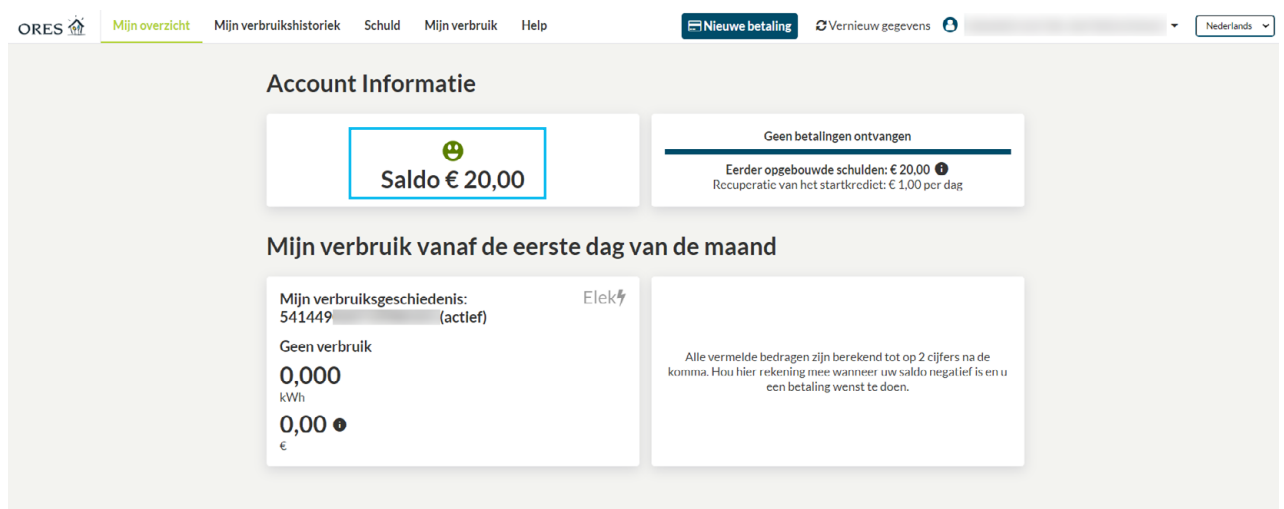 ORES
Mijn overzicht
Mijn verbruikshistoriek
Schuld
Mijn verbruik
Help
Nieuwe betaling
Vernieuw gegevens
Nederlands
Account Informatie
Saldo € 20,00
Geen betalingen ontvangen
Eerder opgebouwde schulden: € 20,00
Recuperatie van het startkrediet: € 1,00 per dag
Mijn verbruik vanaf de eerste dag van de maand
Mijn verbruiksgeschiedenis:
541449 (actief)
Elek
Geen verbruik
0,000
kWh
0,00
€
Alle vermelde bedragen zijn berekend tot op 2 cijfers na de
komma. Hou hier rekening mee wanneer uw saldo negatief is en u
een betaling wenst te doen.